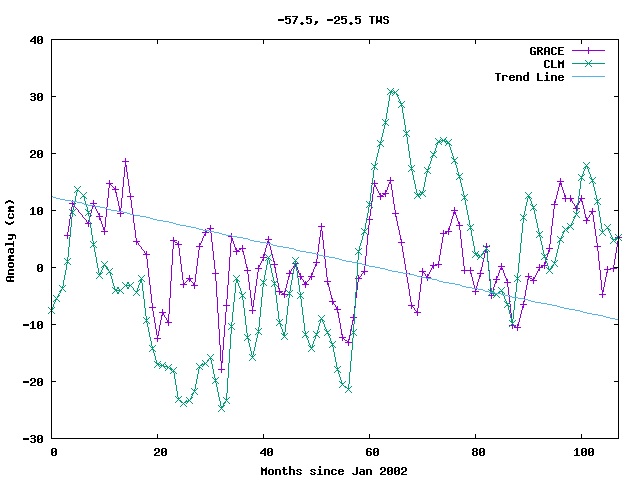 -57.5, -25.5 TWS
GRACE
CLM
Trend Line
40
30
20
10
0
-10
-20
-30
Anomaly (cm)
0 20 40 60 80 100
Months since Jan 2002